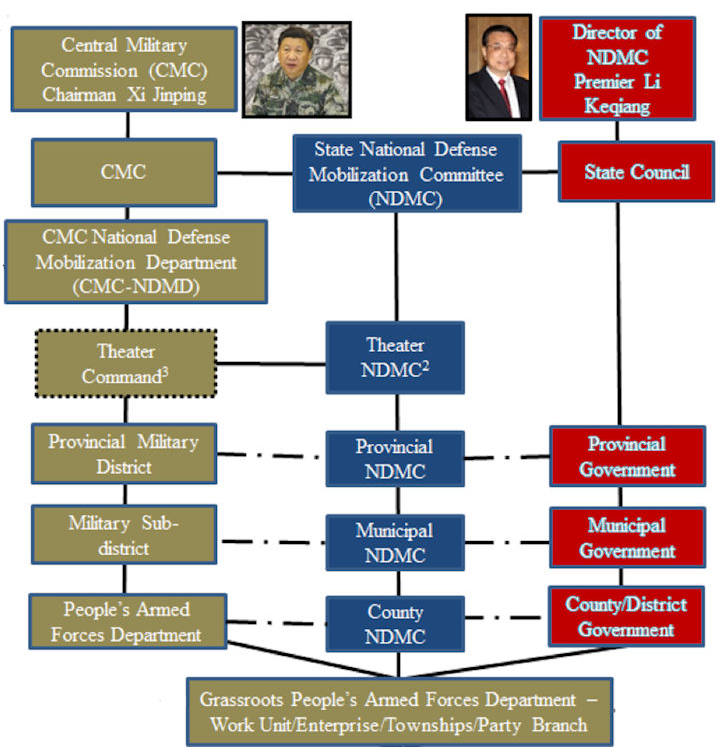 Central Military
Commission (CMC)
Chairman Xi Jinping
Director of
NDMC
Premier Li
Keqiang
CMC
State National Defense
Mobilization Committee
(NDMC)
State Council
CMC National Defense
Mobilization Department
(CMC-NDMD)
Theater
Command³
Theater
NDMC²
Provincial Military
District
Provincial
NDMC
Provincial
Government
Military Sub-
district
Municipal
NDMC
Municipal
Government
People's Armed
Forces Department
County
NDMC
County/District
Government
Grassroots People's Armed Forces Department –
Work Unit/Enterprise/Townships/Party Branch